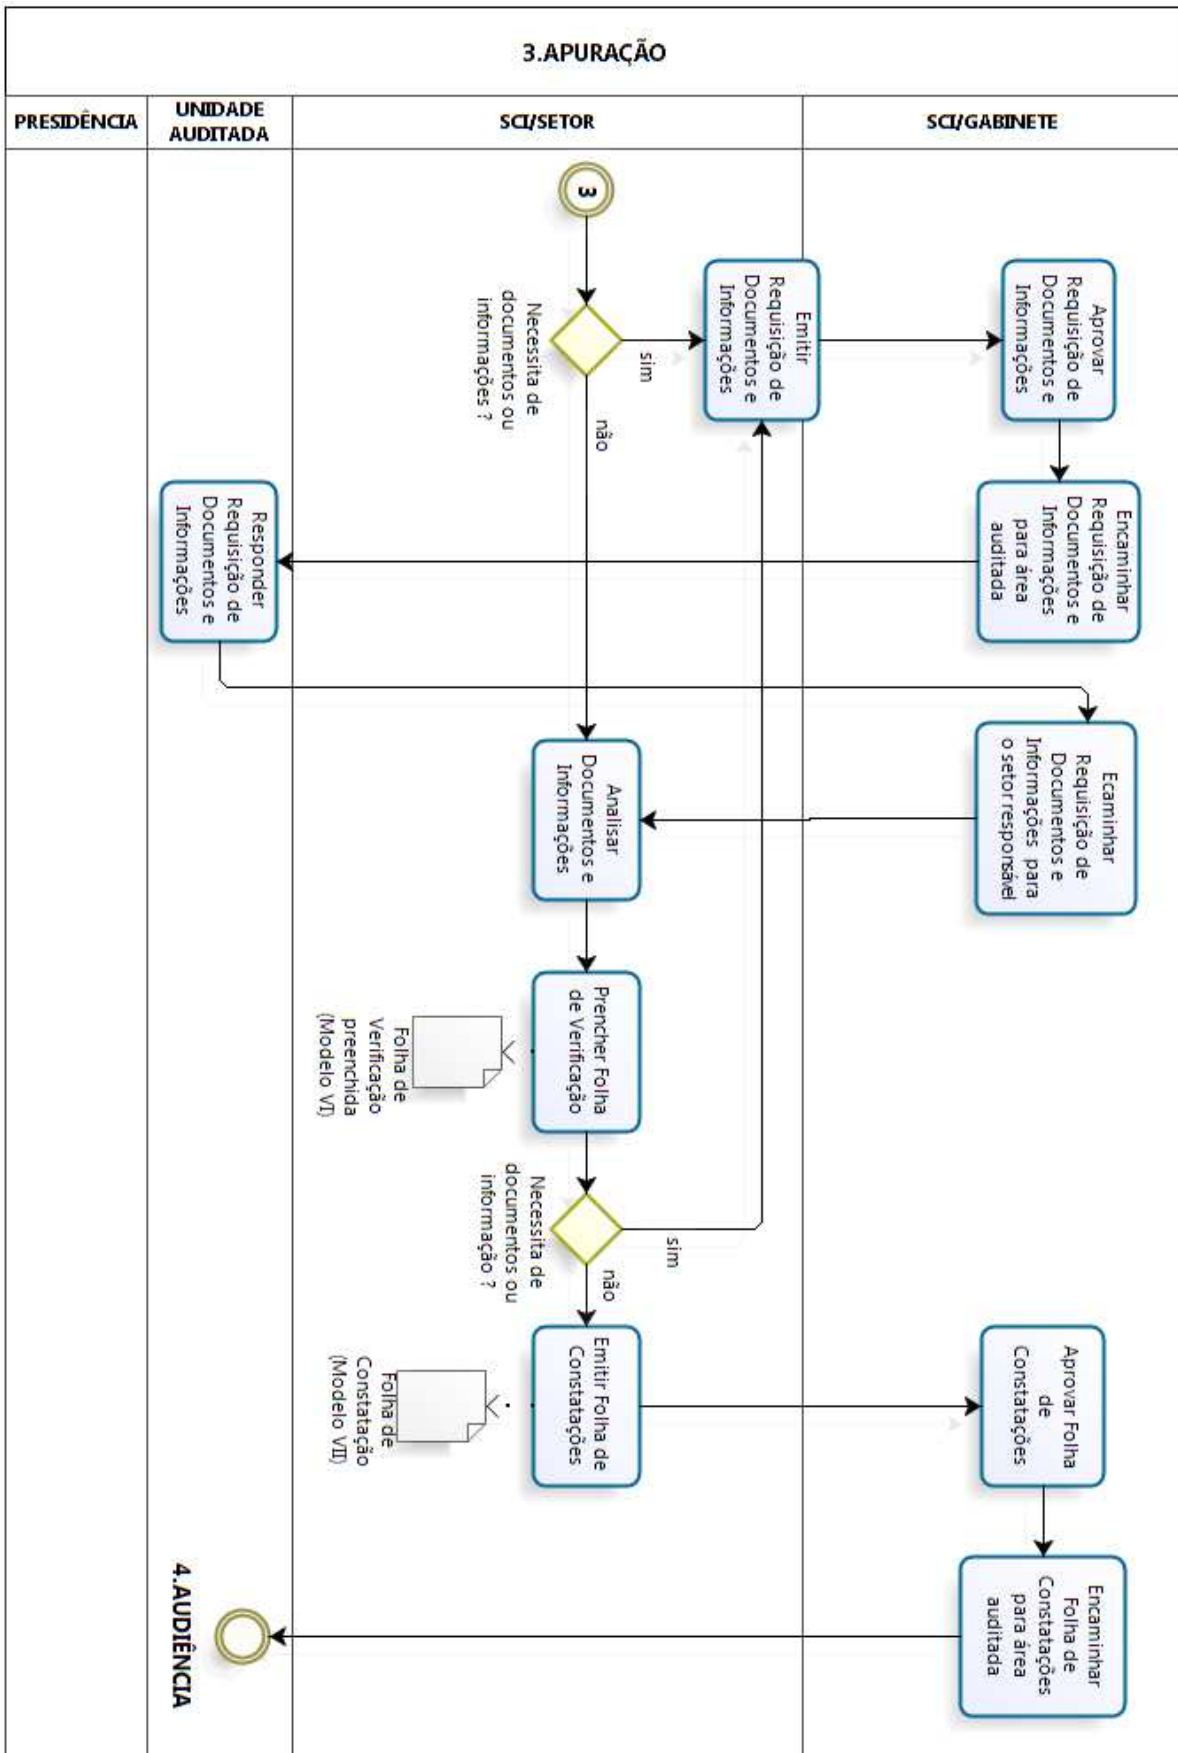 3.APURAÇÃO
PRESIDÊNCIA
UNIDADE
AUDITADA
SCI/SETOR
SCI/GABINETE
3
Necessita de
documentos ou
informações ?
sim
não
Emitir
Requisição de
Documentos e
Informações
Aprovar
Requisição de
Documentos e
Informações
Encaminhar
Requisição de
Documentos e
Informações
para área
auditada
Responder
Requisição de
Documentos e
Informações
Ecaminhar
Requisição de
Documentos e
Informações para
o setor responsável
Analisar
Documentos e
Informações
Prencher Folha
de Verificação
Folha de
Verificação
preenchida
(Modelo VI)
Necessita de
documentos ou
informação ?
sim
não
Emitir Folha de
Constatações
Folha de
Constatação
(Modelo VII)
Aprovar Folha
de
Constatações
Encaminhar
Folha de
Constatações
para área
auditada
4.AUDIÊNCIA